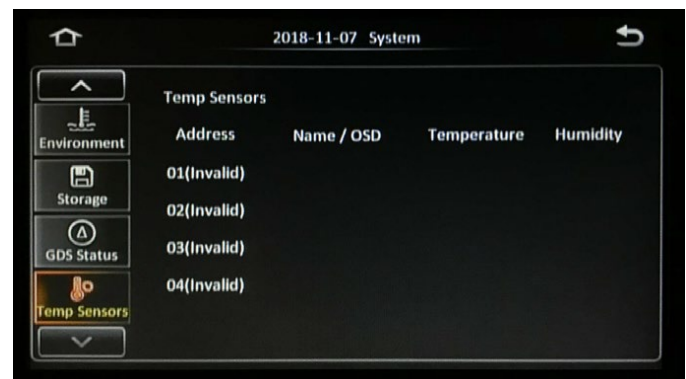 2018-11-07 System
Temp Sensors
Address Name / OSD Temperature Humidity
01(Invalid)
02(Invalid)
03(Invalid)
04(Invalid)
Environment
Storage
GDS Status
Temp Sensors